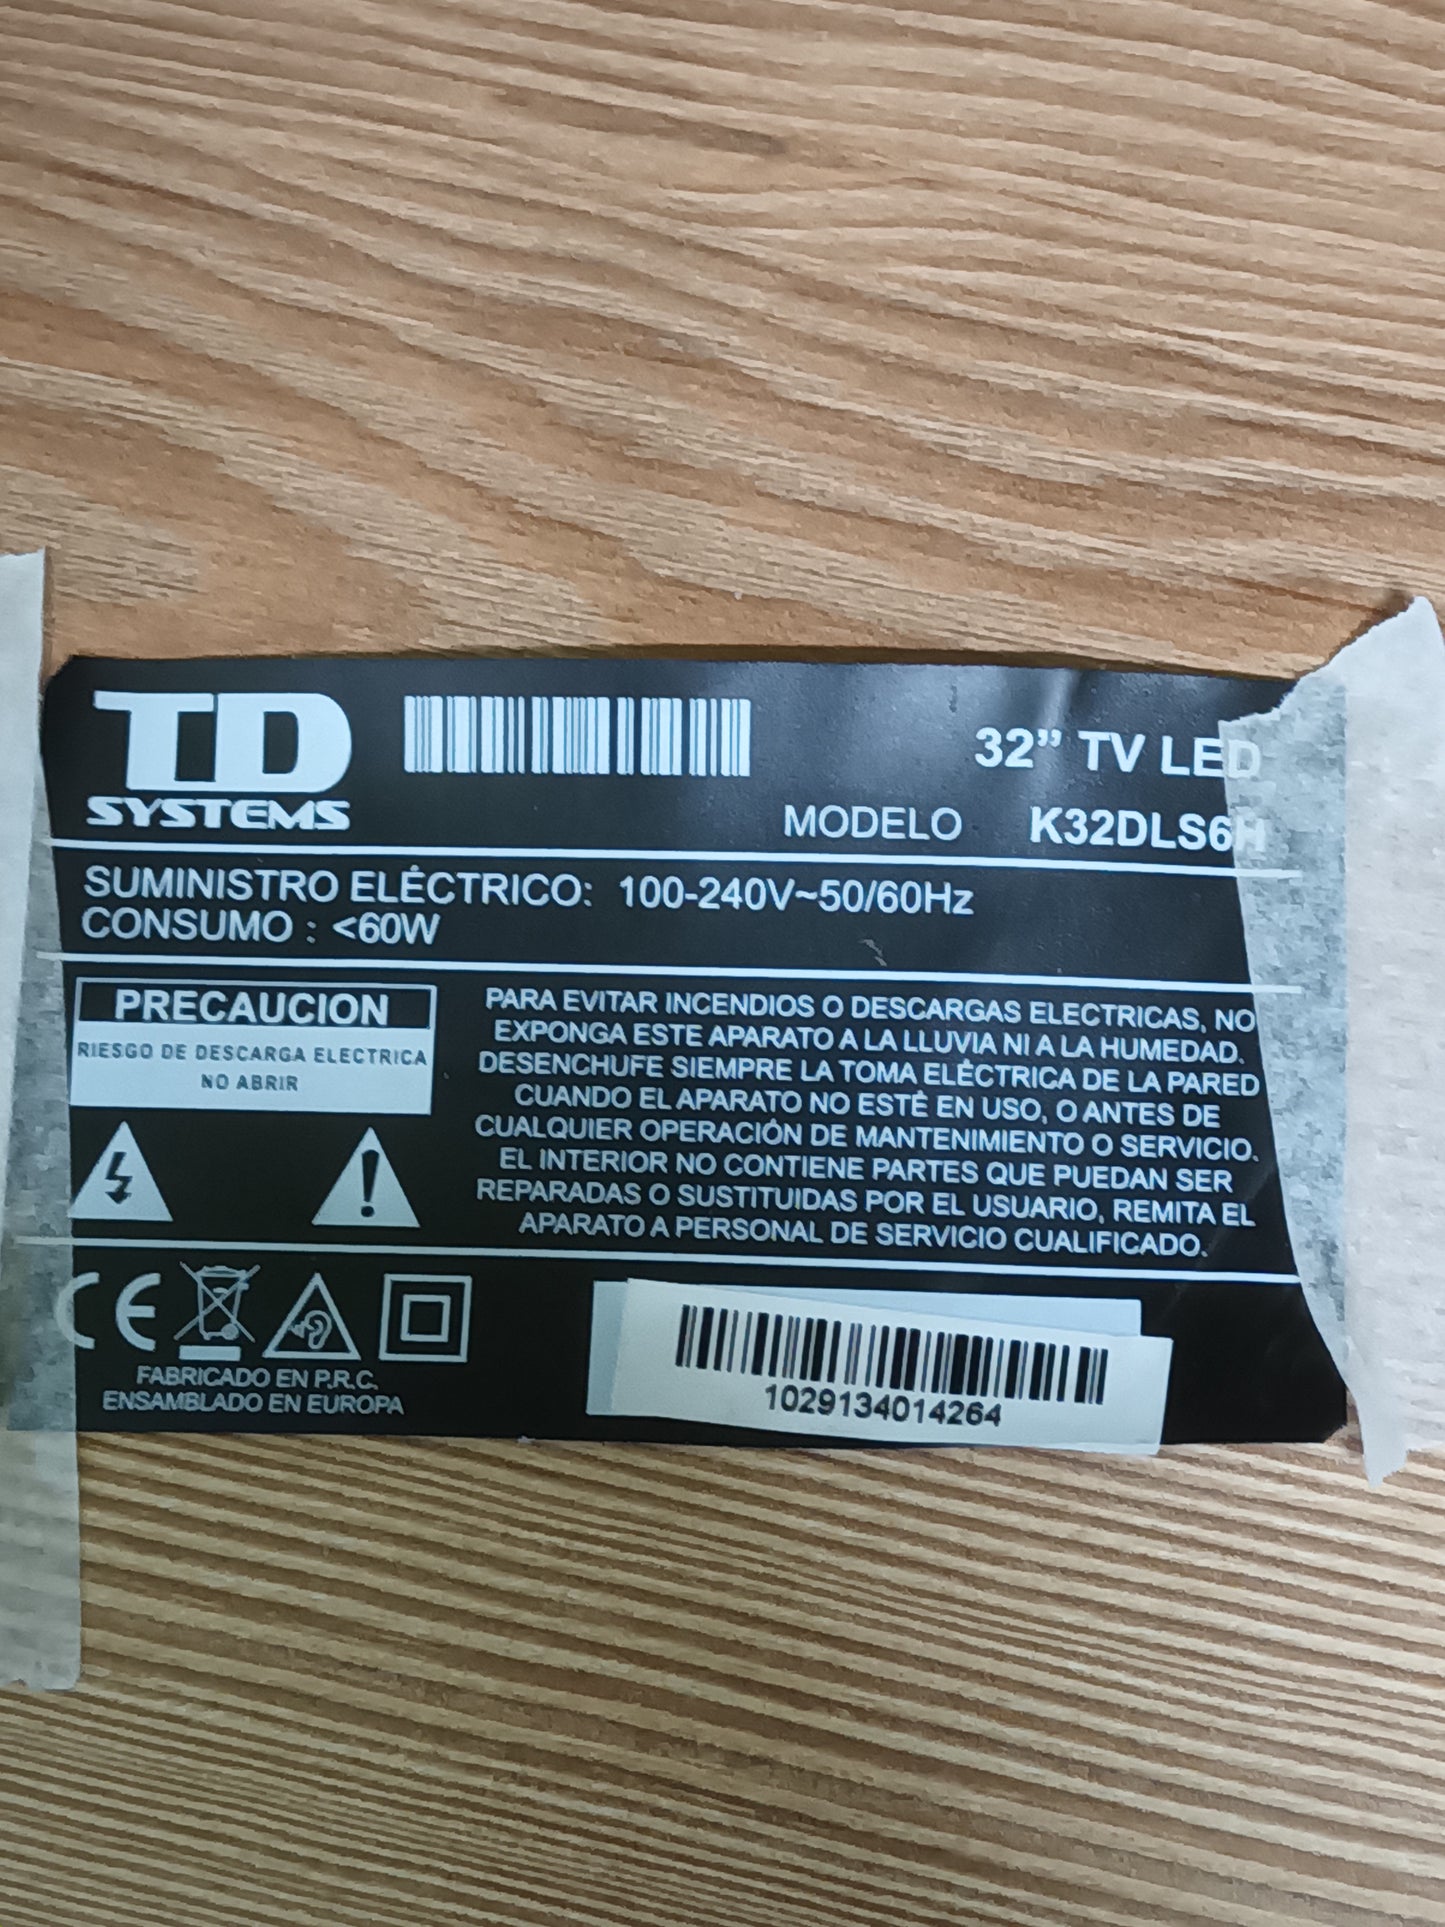 TD
SYSTEMS
32” TV LED
MODELO K32DLS6H
SUMINISTRO ELÉCTRICO: 100-240V~50/60Hz
CONSUMO : <60W
PRECAUCION
RIESGO DE DESCARGA ELECTRICA
NO ABRIR
PARA EVITAR INCENDIOS O DESCARGAS ELECTRICAS, NO
EXPONGA ESTE APARATO A LA LLUVIA NI A LA HUMEDAD.
DESENCHUFE SIEMPRE LA TOMA ELÉCTRICA DE LA PARED
CUANDO EL APARATO NO ESTÉ EN USO, O ANTES DE
CUALQUIER OPERACIÓN DE MANTENIMIENTO O SERVICIO.
EL INTERIOR NO CONTIENE PARTES QUE PUEDAN SER
REPARADAS O SUSTITUIDAS POR EL USUARIO, REMITA EL
APARATO A PERSONAL DE SERVICIO CUALIFICADO.
CE
FABRICADO EN P.R.C.
ENSAMBLADO EN EUROPA
1029134014264